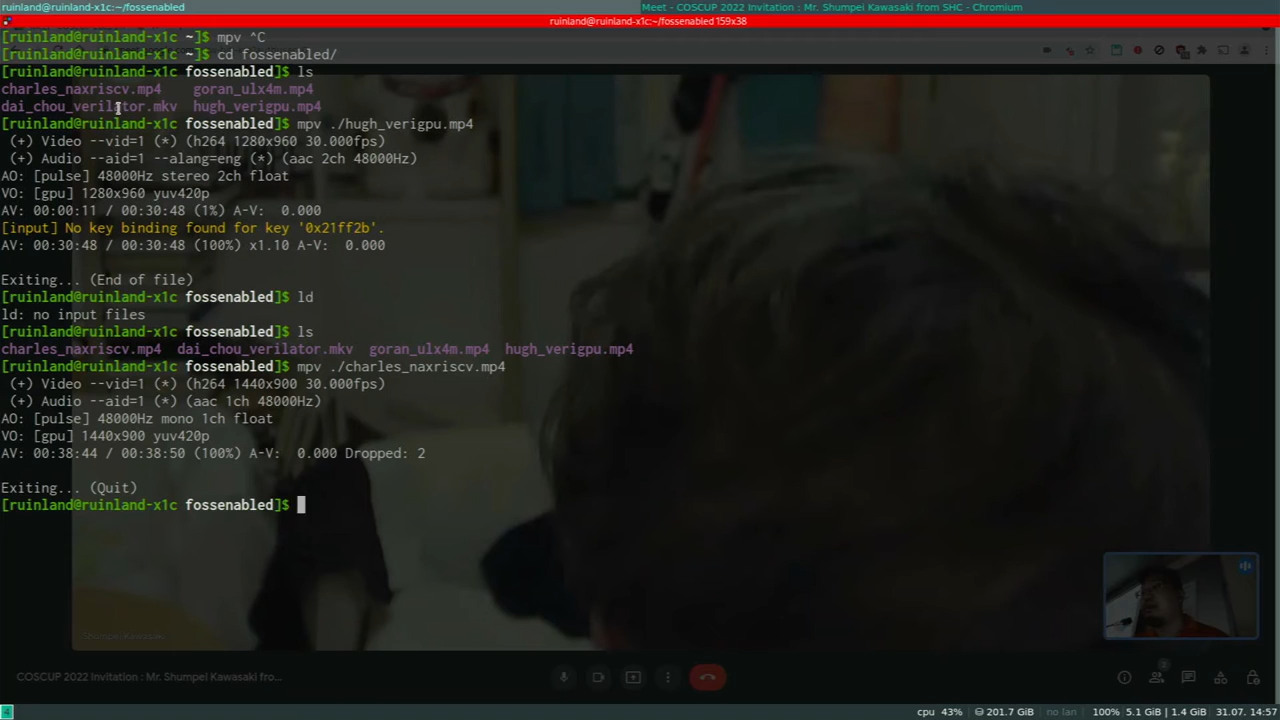 ruinland@ruinland-x1c:~/fossenabled
Meet - COSCUP 2022 Invitation : Mr. Shumpei Kawasaki from SHC - Chromium
ruinland@ruinland-x1c:~/fossenabled 159x38
[ruinland@ruinland-x1c ~]$ mpv ^C
[ruinland@ruinland-x1c ~]$ cd fossenabled/
[ruinland@ruinland-x1c fossenabled]$ ls
charles_naxriscv.mp4    goran_ulx4m.mp4
dai_chou_verilator.mkv  hugh_verigpu.mp4
[ruinland@ruinland-x1c fossenabled]$ mpv ./hugh_verigpu.mp4
 (+) Video --vid=1 (*) (h264 1280x960 30.000fps)
 (+) Audio --aid=1 --alang=eng (*) (aac 2ch 48000Hz)
AO: [pulse] 48000Hz stereo 2ch float
VO: [gpu] 1280x960 yuv420p
AV: 00:00:11 / 00:30:48 (1%) A-V:  0.000
[input] No key binding found for key '0x21ff2b'.
AV: 00:30:48 / 00:30:48 (100%) x1.10 A-V:  0.000
Exiting... (End of file)
[ruinland@ruinland-x1c fossenabled]$ ld
ld: no input files
[ruinland@ruinland-x1c fossenabled]$ ls
charles_naxriscv.mp4  dai_chou_verilator.mkv  goran_ulx4m.mp4  hugh_verigpu.mp4
[ruinland@ruinland-x1c fossenabled]$ mpv ./charles_naxriscv.mp4
 (+) Video --vid=1 (*) (h264 1440x900 30.000fps)
 (+) Audio --aid=1 (*) (aac 1ch 48000Hz)
AO: [pulse] 48000Hz mono 1ch float
VO: [gpu] 1440x900 yuv420p
AV: 00:38:44 / 00:38:50 (100%) A-V:  0.000 Dropped: 2
Exiting... (Quit)
[ruinland@ruinland-x1c fossenabled]$
Shumpei Kawasaki
COSCUP 2022 Invitation : Mr. Shumpei Kawasaki fro...
4
cpu 43% 201.7 GiB no lan 100% 5.1 GiB | 1.4 GiB 31.07. 14:57